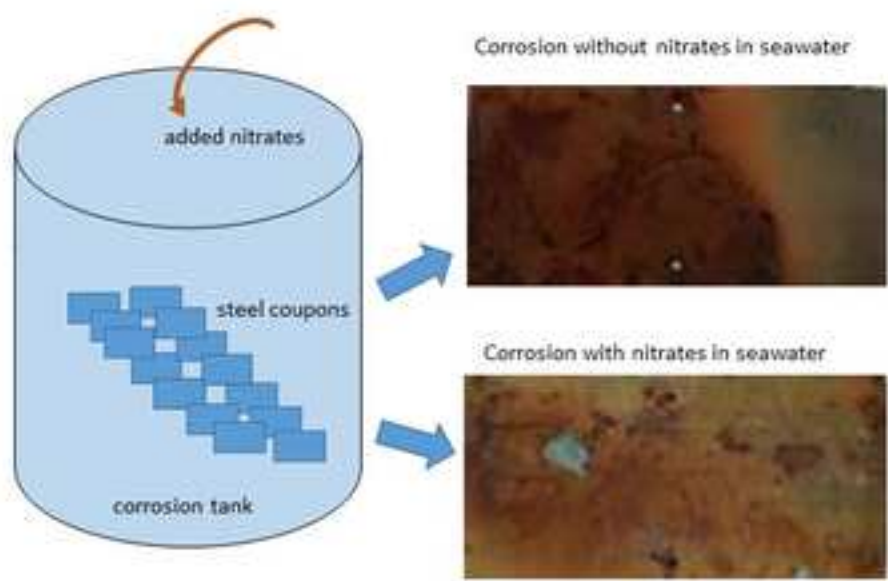 Corrosion without nitrates in seawater
added nitrates
steel coupons
Corrosion with nitrates in seawater
corrosion tank